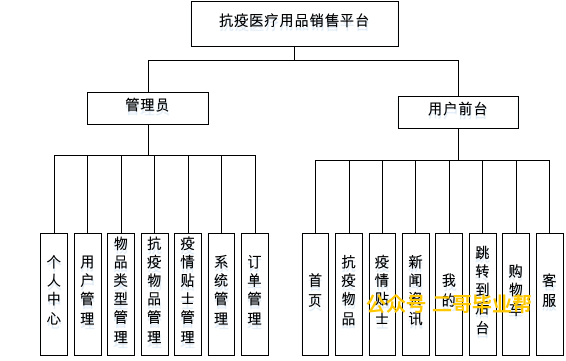 抗疫医疗用品销售平台
管理员
用户前台
个人中心
用户管理
物品类型管理
抗疫物品管理
疫情贴士管理
系统管理
订单管理
首页
抗疫物品
疫情贴士
新闻资讯
我的
跳转到后台
购物车
客服
公众号 二哥毕业帮